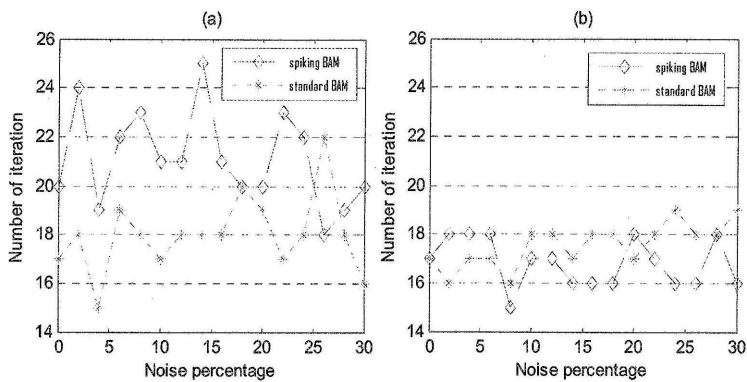 (a)
26
24
22
20
18
16
14
0 5 10 15 20 25 30
Number of iteration
Noise percentage
spiking BAM
standard BAM
(b)
26
24
22
20
18
16
14
0 5 10 15 20 25 30
Number of iteration
Noise percentage
spiking BAM
standard BAM